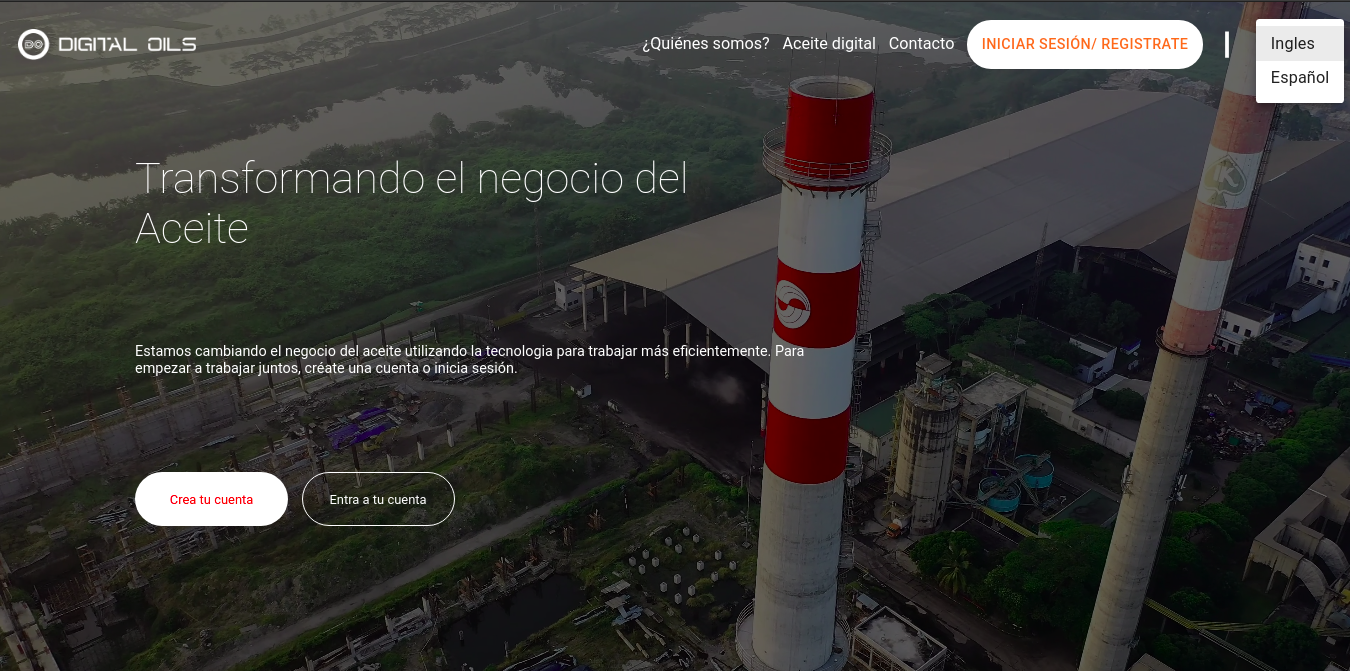 DO DIGITAL OILS
¿Quiénes somos? Aceite digital Contacto INICIAR SESIÓN/ REGISTRATE
Ingles
Español
Transformando el negocio del
Aceite
Estamos cambiando el negocio del aceite utilizando la tecnologia para trabajar más eficientemente. Para
empezar a trabajar juntos, créate una cuenta o inicia sesión.
Crea tu cuenta
Entra a tu cuenta
K